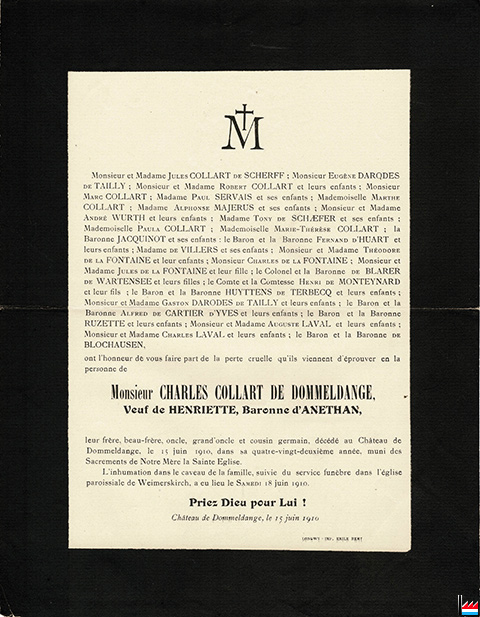 M
Monsieur et Madame JULES COLLART DE SCHERFF ; Monsieur EUGÈNE DARODES
DE TAILLY ; Monsieur et Madame ROBERT COLLART et leurs enfants ; Monsieur
MARC COLLART ; Madame PAUL SERVAIS et ses enfants ; Mademoiselle MARTHE
COLLART ; Madame ALPHONSE MAJERUS et ses enfants ; Monsieur et Madame
ANDRÉ WURTH et leurs enfants ; Madame TONY DE SCHÆFER et ses enfants ;
Mademoiselle PAULA COLLART ; Mademoiselle MARIE-THÉRÈSE COLLART ; la
Baronne JACQUINOT et ses enfants : le Baron et la Baronne FERNAND D'HUART et
leurs enfants ; Madame DE VILLERS et ses enfants ; Monsieur et Madame THÉODORE
DE LA FONTAINE et leur enfants ; Monsieur CHARLES DE LA FONTAINE ; Monsieur et
Madame JULES DE LA FONTAINE et leur fille ; le Colonel et la Baronne DE BLARER
DE WARTENSEE et leurs filles ; le Comte et la Comtesse HENRI DE MONTEYNARD
et leur fils ; le Baron et la Baronne HUYTTENS DE TERBECQ et leurs enfants ;
Monsieur et Madame GASTON DARODES DE TAILLY et leurs enfants ; le Baron et la
Baronne ALFRED DE CARTIER D'YVES et leurs enfants ; le Baron et la Baronne
RUZETTE et leurs enfants ; Monsieur et Madame AUGUSTE LAVAL et leurs enfants ;
Monsieur et Madame CHARLES LAVAL et leurs enfants ; le Baron et la Baronne DE
BLOCHAUSEN,
ont l'honneur de vous faire part de la perte cruelle qu'ils viennent d'éprouver en la
personne de
Monsieur CHARLES COLLART DE DOMMELDANGE,
Veuf de HENRIETTE, Baronne d'ANETHAN,
leur frère, beau-frère, oncle, grand'oncle et cousin germain, décédé au Château de
Dommeldange, le 15 juin 1910, dans sa quatre-vingt-deuxième année, muni des
Sacrements de Notre Mère la Sainte Eglise.
L'inhumation dans le caveau de la famille, suivie du service funèbre dans l'église
paroissiale de Weimerskirch, a eu lieu le SAMEDI 18 juin 1910.
Priez Dieu pour Lui !
Château de Dommeldange, le 15 juin 1910
LONGWY - IMP. EMILE REMY